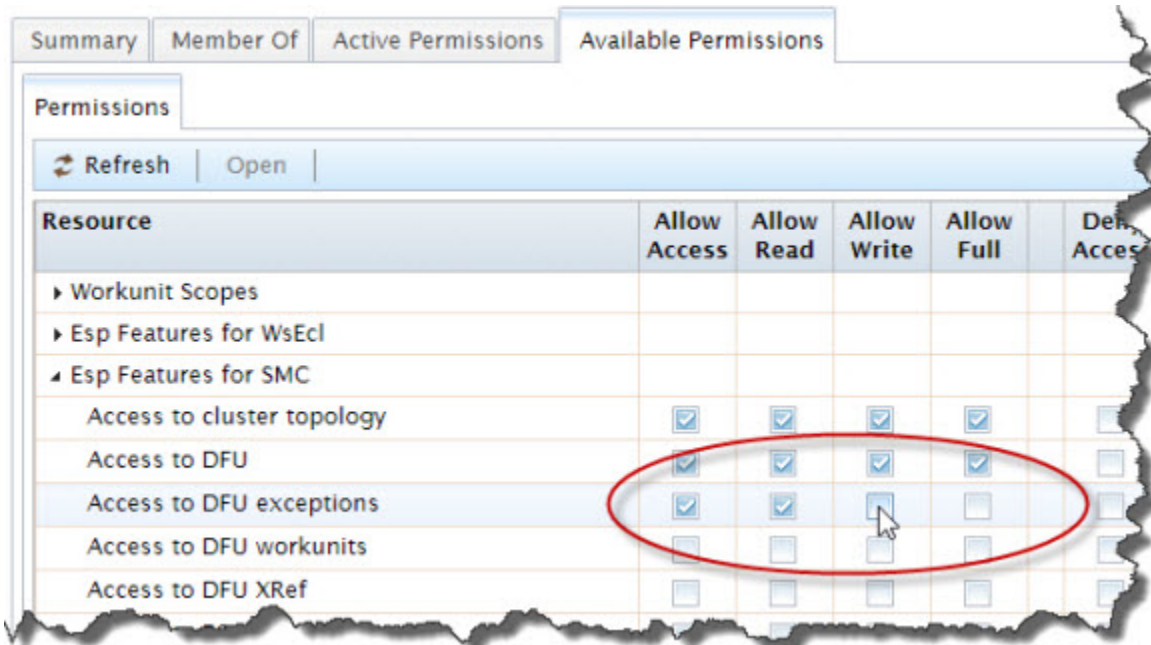 Summary Member Of Active Permissions Available Permissions
Permissions
Refresh Open
Resource Allow Access Allow Read Allow Write Allow Full
Workunit Scopes
Esp Features for WsEcl
Esp Features for SMC
Access to cluster topology
Access to DFU
Access to DFU exceptions
Access to DFU workunits
Access to DFU XRef